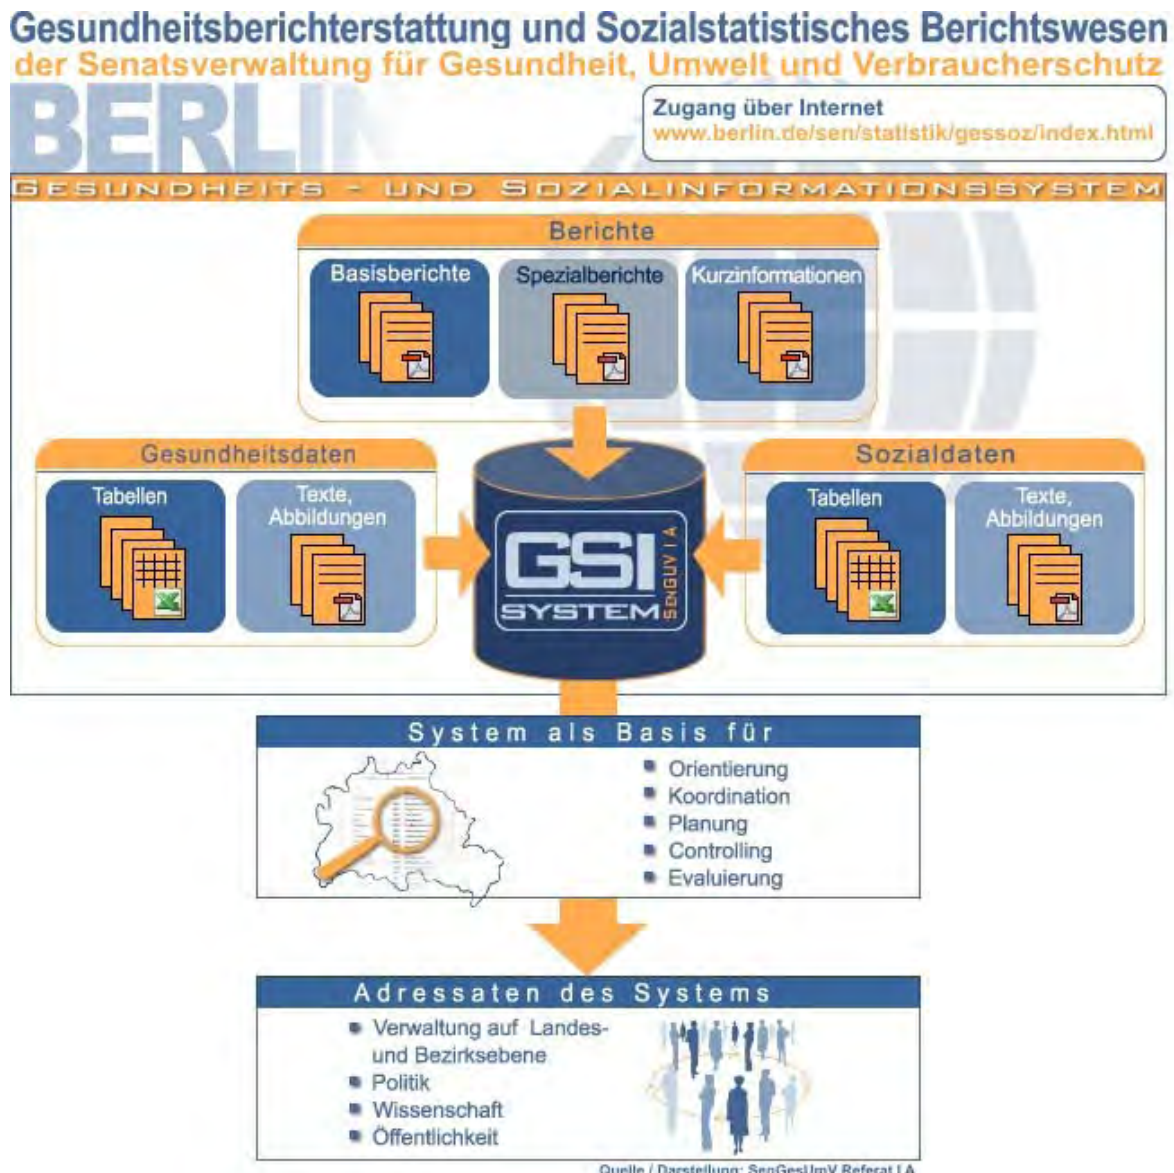 Gesundheitsberichterstattung und Sozialstatistisches Berichtswesen
der Senatsverwaltung für Gesundheit, Umwelt und Verbraucherschutz
BERLIN
Zugang über Internet
www.berlin.de/sen/statistik/gessoz/index.html
GESUNDHEITS - UND SOZIALINFORMATIONSSYSTEM
Berichte
Basisberichte
Spezialberichte
Kurzinformationen
Gesundheitsdaten
Tabellen
Texte,
Abbildungen
GSI
SYSTEM
SENGUV I A
Sozialdaten
Tabellen
Texte,
Abbildungen
System als Basis für
Orientierung
Koordination
Planung
Controlling
Evaluierung
Adressaten des Systems
Verwaltung auf Landes-
und Bezirksebene
Politik
Wissenschaft
Öffentlichkeit
Quelle / Darstellung: SenGesUmV Referat I A